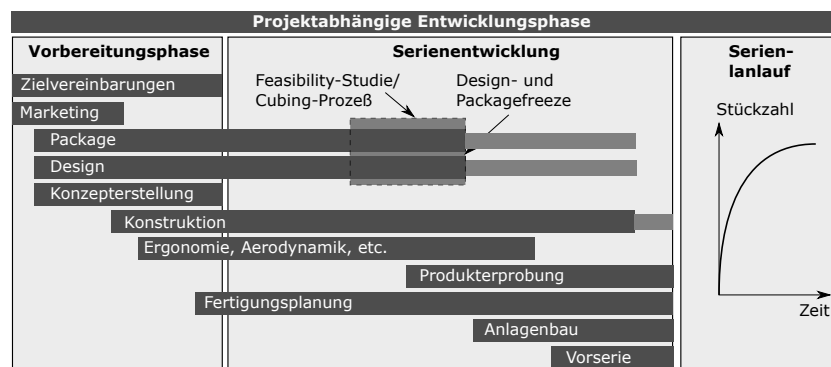 Projektabhängige Entwicklungsphase
Vorbereitungsphase
Serienentwicklung
Serien-
lanlauf
Zielvereinbarungen
Feasibility-Studie/
Cubing-Prozeß
Design- und
Packagefreeze
Marketing
Stückzahl
Package
Design
Konzepterstellung
Konstruktion
Ergonomie, Aerodynamik, etc.
Produkterprobung
Fertigungsplanung
Zeit
Anlagenbau
Vorserie